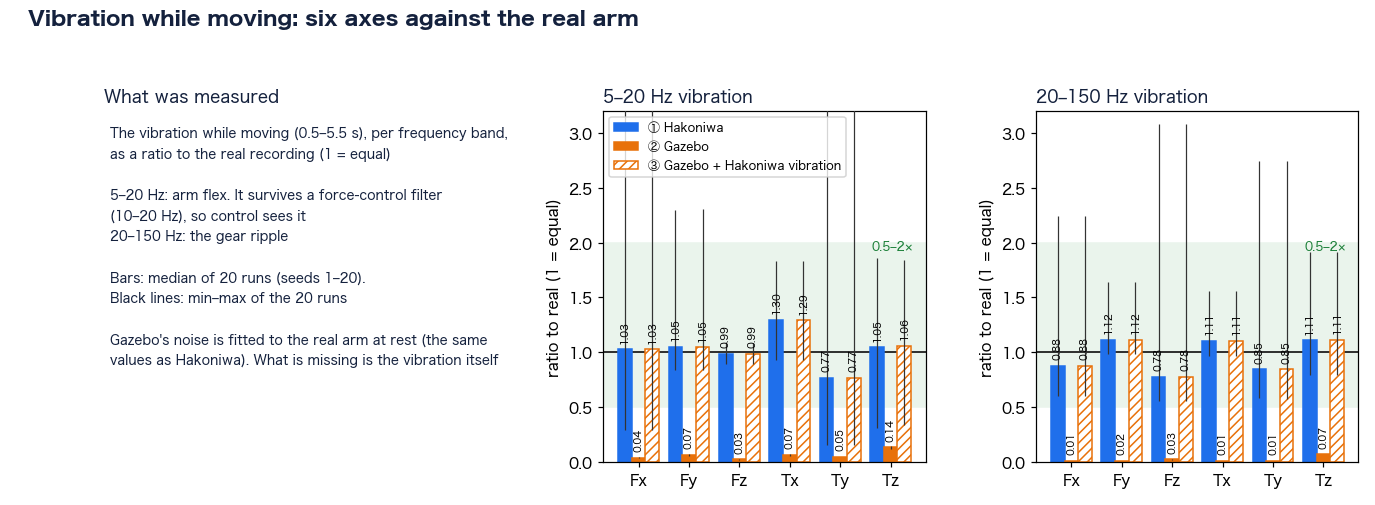 Vibration while moving: six axes against the real arm
What was measured
The vibration while moving (0.5–5.5 s), per frequency band,
as a ratio to the real recording (1 = equal)
5–20 Hz: arm flex. It survives a force-control filter
(10–20 Hz), so control sees it
20–150 Hz: the gear ripple
Bars: median of 20 runs (seeds 1–20).
Black lines: min–max of the 20 runs
Gazebo's noise is fitted to the real arm at rest (the same
values as Hakoniwa). What is missing is the vibration itself
5–20 Hz vibration
ratio to real (1 = equal)
3.0
2.5
2.0
1.5
1.0
0.5
0.0
① Hakoniwa
② Gazebo
③ Gazebo + Hakoniwa vibration
0.5–2×
1.03 0.04 1.03
1.05 0.07 1.05
0.99 0.03 0.99
1.30 0.07 1.29
0.77 0.05 0.77
1.05 0.14 1.06
Fx Fy Fz Tx Ty Tz
20–150 Hz vibration
ratio to real (1 = equal)
3.0
2.5
2.0
1.5
1.0
0.5
0.0
0.5–2×
0.88 0.01 0.88
1.12 0.02 1.12
0.78 0.03 0.78
1.11 0.01 1.11
0.85 0.01 0.85
1.11 0.07 1.11
Fx Fy Fz Tx Ty Tz